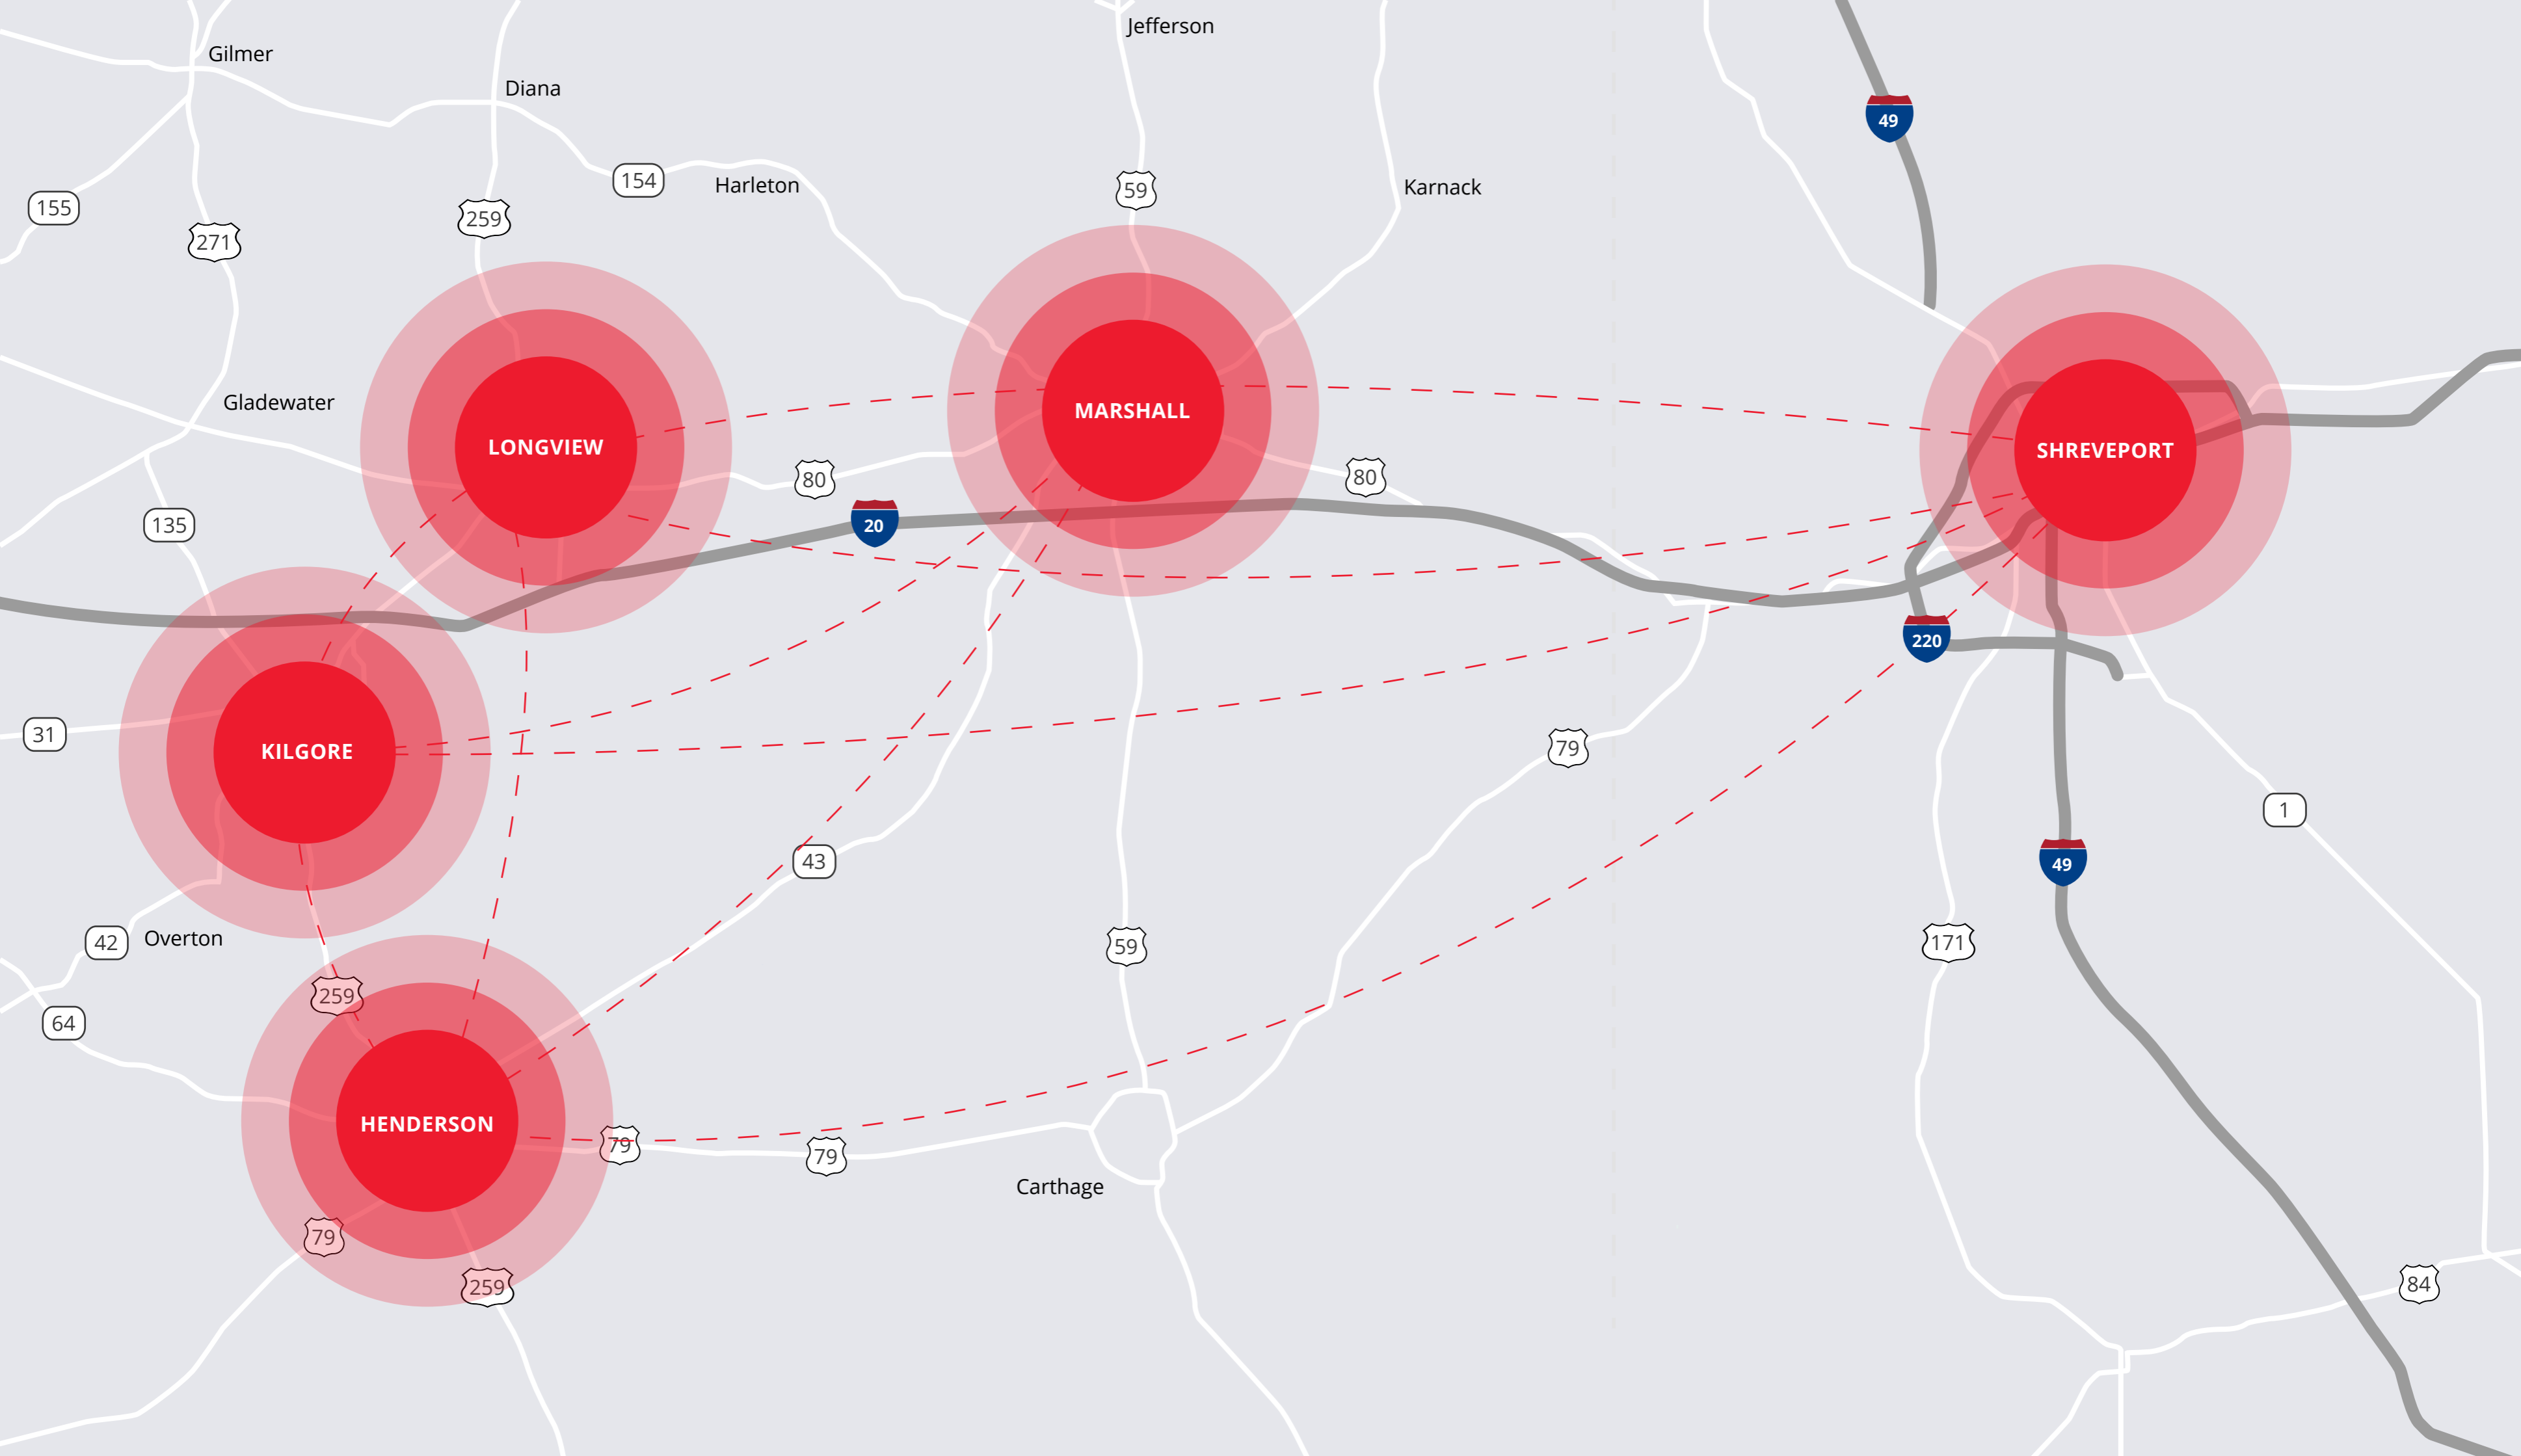 Jefferson
Gilmer
Diana
49
154
Harleton
59
Karnack
155
259
271
Gladewater
MARSHALL
LONGVIEW
SHREVEPORT
80
80
20
135
220
31
KILGORE
79
1
43
49
42
Overton
59
171
259
64
HENDERSON
79
79
Carthage
79
259
84